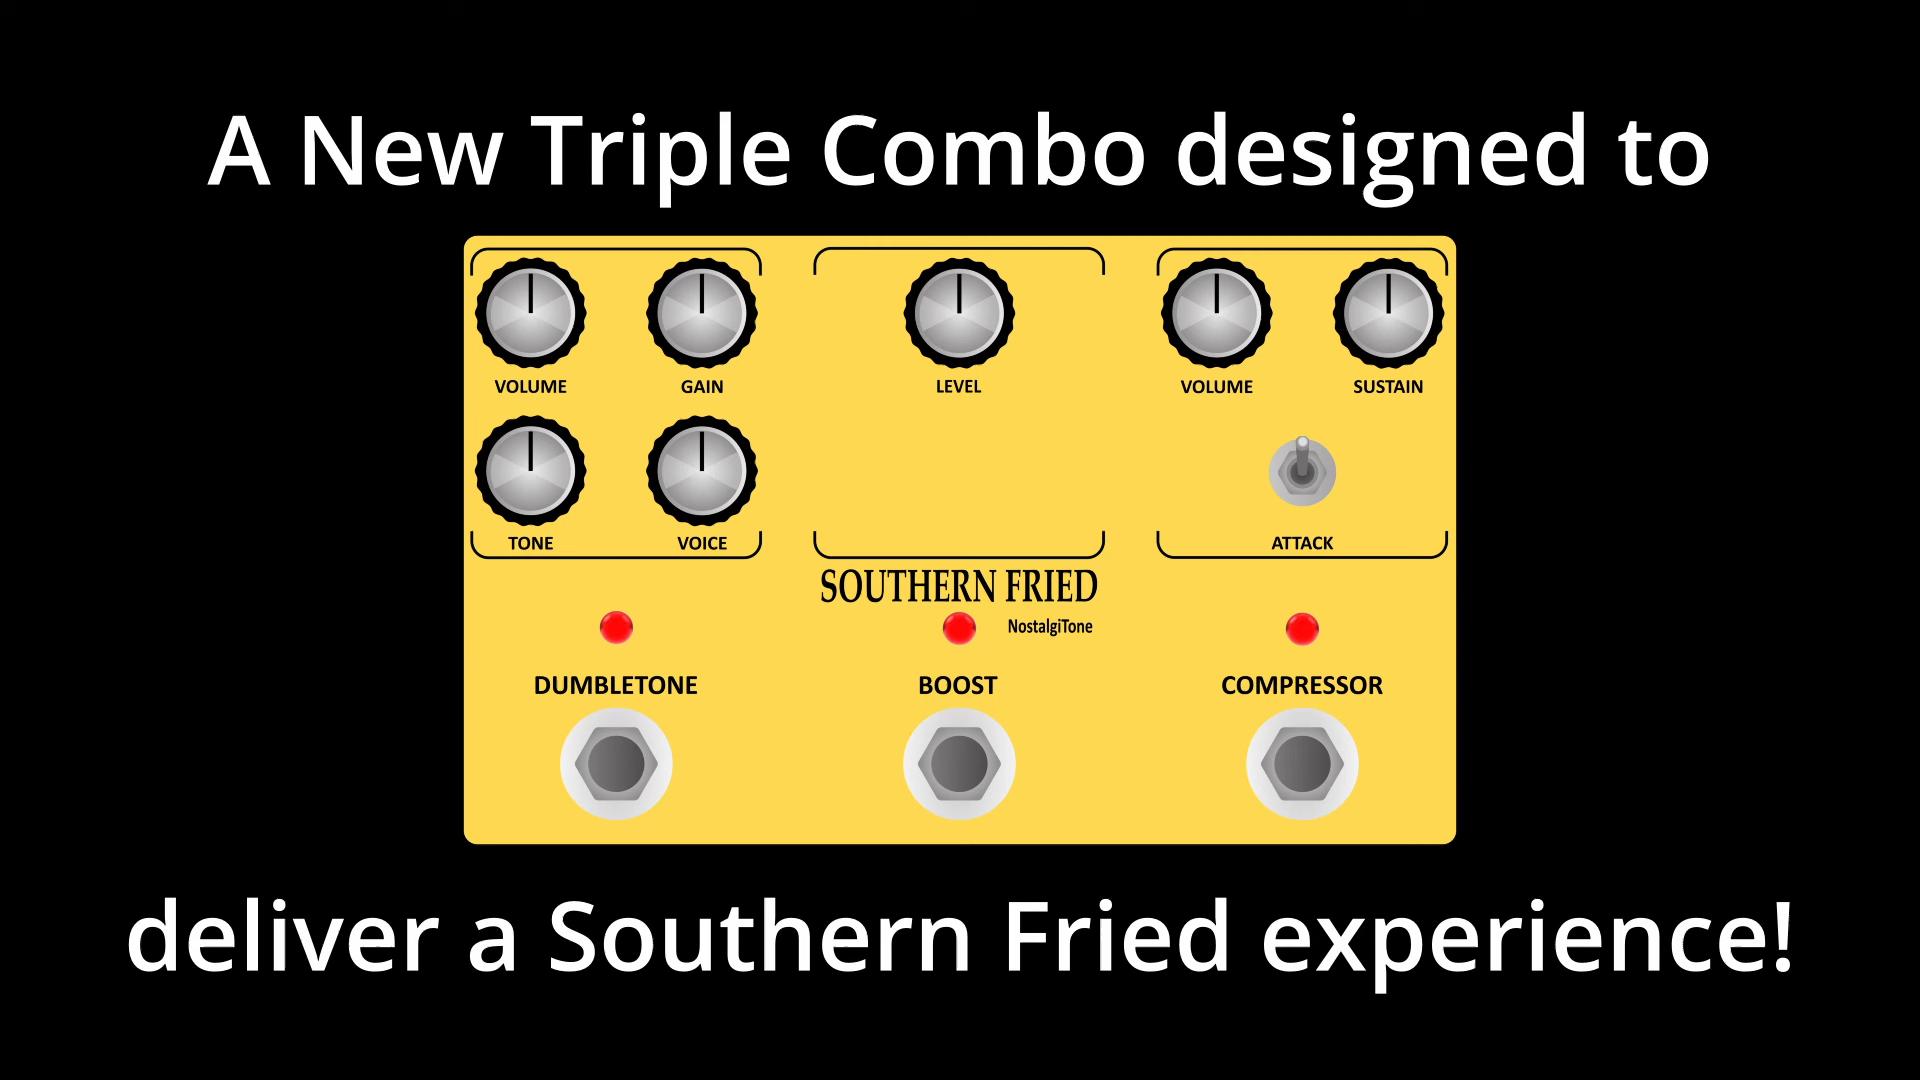 A New Triple Combo designed to
VOLUME GAIN LEVEL VOLUME SUSTAIN
TONE VOICE ATTACK
SOUTHERN FRIED
NostalgiTone
DUMBLETONE BOOST COMPRESSOR
deliver a Southern Fried experience!